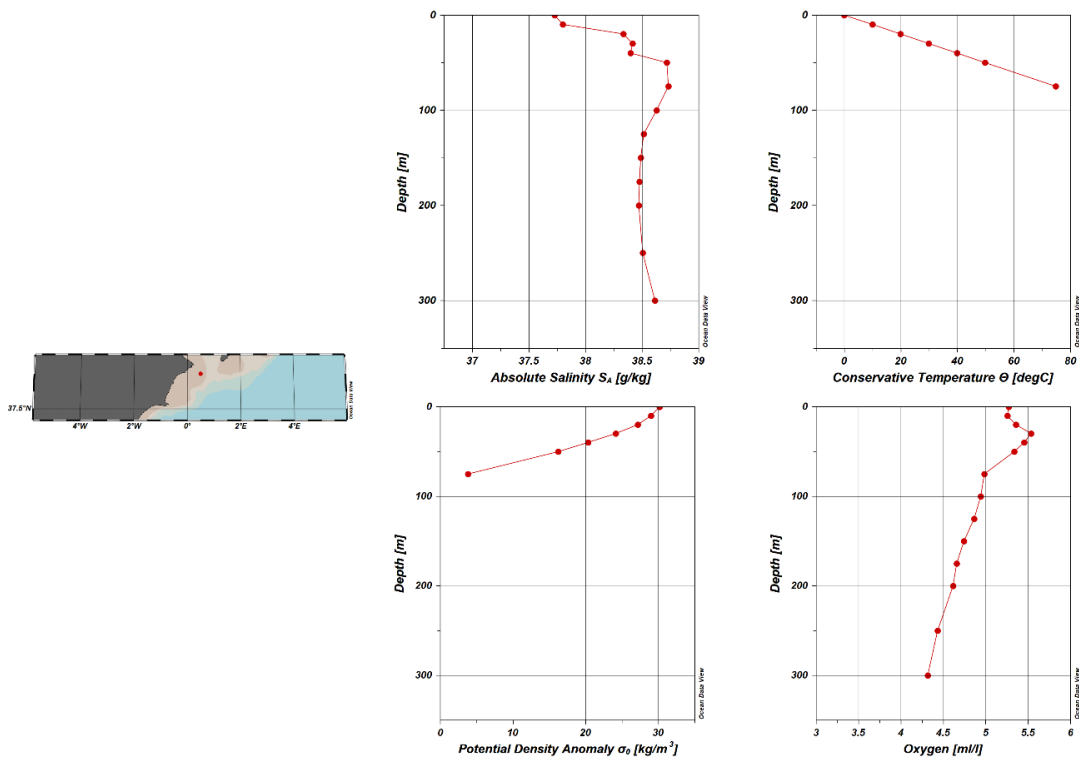 0
100
200
300
Depth [m]
37
37.5
38
38.5
39
Absolute Salinity S_A [g/kg]
Ocean Data View
0
100
200
300
Depth [m]
0
20
40
60
80
Conservative Temperature Θ [degC]
Ocean Data View
37.5°N
4°W
2°W
0°
2°E
4°E
Ocean Data View
0
100
200
300
Depth [m]
0
10
20
30
Potential Density Anomaly σ₀ [kg/m³]
Ocean Data View
0
100
200
300
Depth [m]
3
3.5
4
4.5
5
5.5
6
Oxygen [ml/l]
Ocean Data View